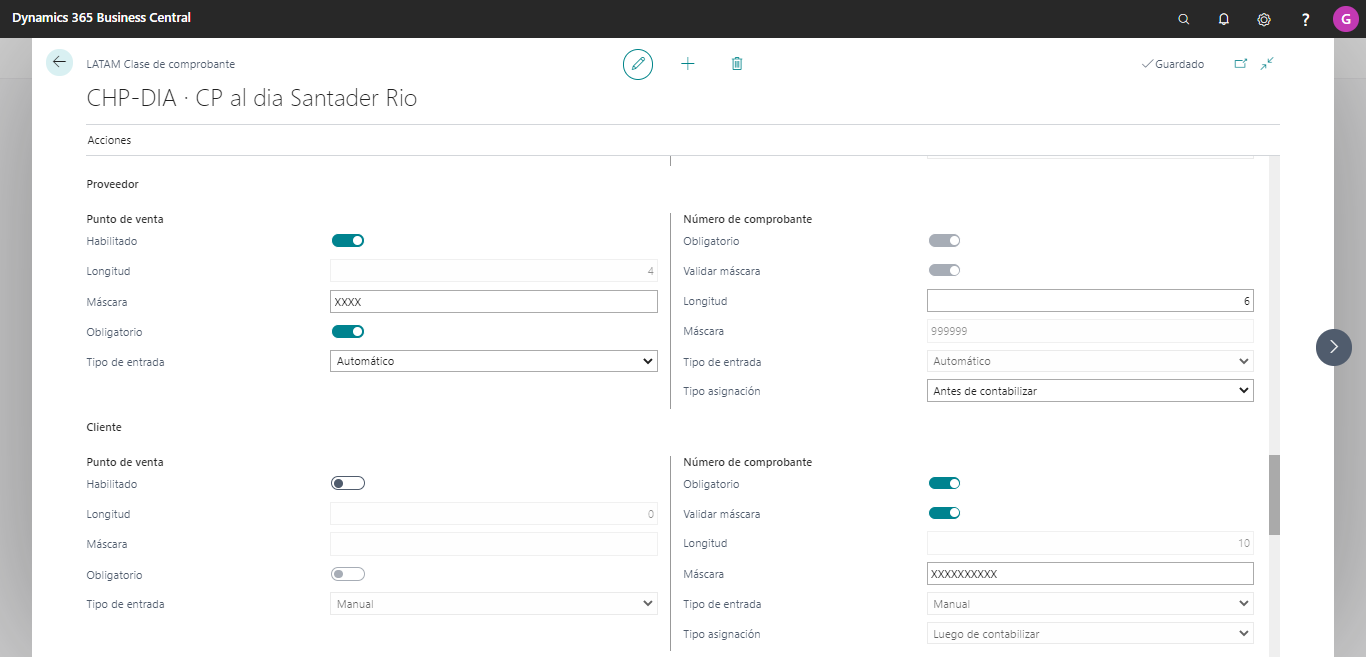 Dynamics 365 Business Central
G
LATAM Clase de comprobante
Guardado
CHP-DIA · CP al dia Santader Rio
Acciones
Proveedor
Punto de venta
Habilitado
Longitud 4
Máscara XXXX
Obligatorio
Tipo de entrada Automático
Número de comprobante
Obligatorio
Validar máscara
Longitud 6
Máscara 999999
Tipo de entrada Automático
Tipo asignación Antes de contabilizar
Cliente
Punto de venta
Habilitado
Longitud 0
Máscara
Obligatorio
Tipo de entrada Manual
Número de comprobante
Obligatorio
Validar máscara
Longitud 10
Máscara XXXXXXXXXX
Tipo de entrada Manual
Tipo asignación Luego de contabilizar